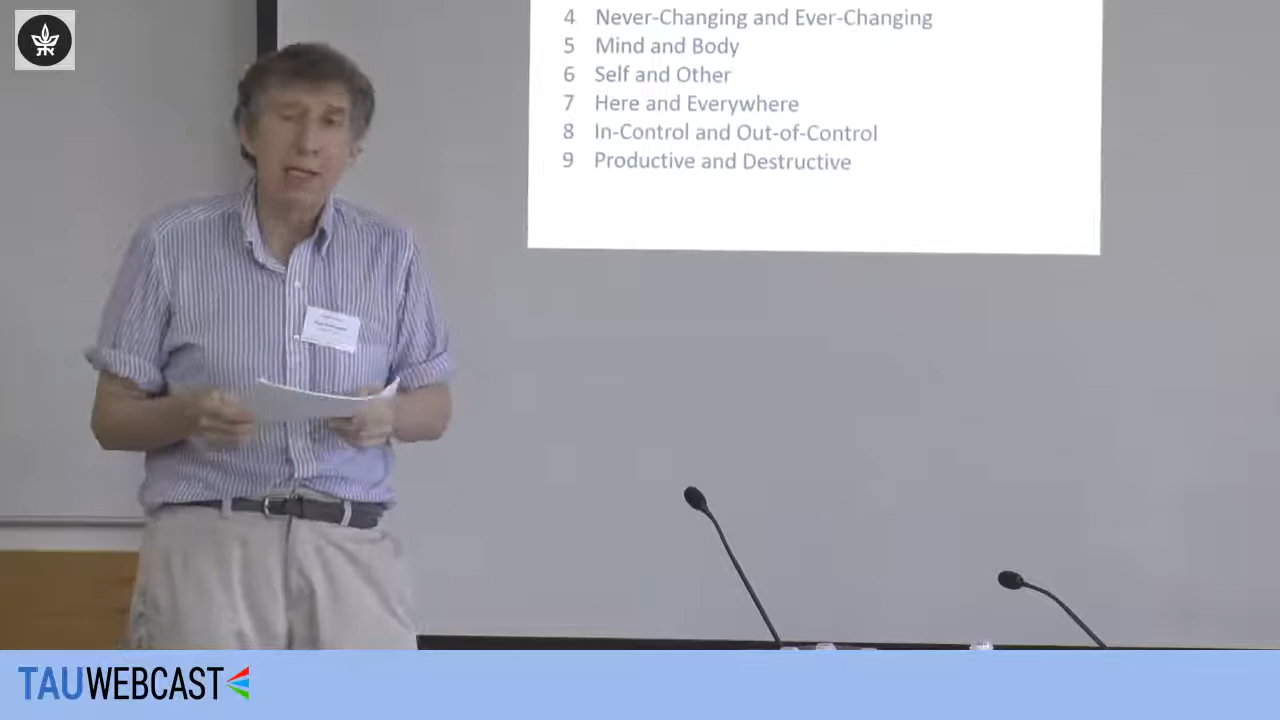 4 Never-Changing and Ever-Changing
5 Mind and Body
6 Self and Other
7 Here and Everywhere
8 In-Control and Out-of-Control
9 Productive and Destructive
TAUWEBCAST